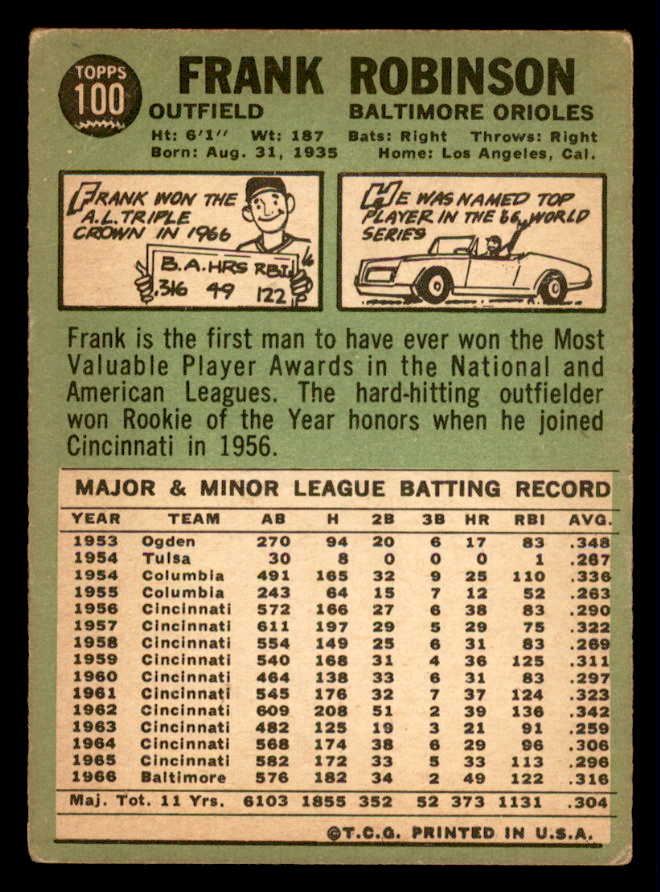 TOPPS
100
FRANK ROBINSON
OUTFIELD BALTIMORE ORIOLES
Ht: 6'1" Wt: 187 Bats: Right Throws: Right
Born: Aug. 31, 1935 Home: Los Angeles, Cal.
FRANK WON THE
A.L. TRIPLE
CROWN IN 1966
B.A. HRS RBI
.316 49 122
HE WAS NAMED TOP
PLAYER IN THE 66 WORLD
SERIES
Frank is the first man to have ever won the Most
Valuable Player Awards in the National and
American Leagues. The hard-hitting outfielder
won Rookie of the Year honors when he joined
Cincinnati in 1956.
MAJOR & MINOR LEAGUE BATTING RECORD
YEAR TEAM AB H 2B 3B HR RBI AVG.
1953 Ogden 270 94 20 6 17 83 .348
1954 Tulsa 30 8 0 0 0 1 .267
1954 Columbia 491 165 32 9 25 110 .336
1955 Columbia 243 64 15 7 12 52 .263
1956 Cincinnati 572 166 27 6 38 83 .290
1957 Cincinnati 611 197 29 5 29 75 .322
1958 Cincinnati 554 149 25 6 31 83 .269
1959 Cincinnati 540 168 31 4 36 125 .311
1960 Cincinnati 464 138 33 6 31 83 .297
1961 Cincinnati 545 176 32 7 37 124 .323
1962 Cincinnati 609 208 51 2 39 136 .342
1963 Cincinnati 482 125 19 3 21 91 .259
1964 Cincinnati 568 174 38 6 29 96 .306
1965 Cincinnati 582 172 33 5 33 113 .296
1966 Baltimore 576 182 34 2 49 122 .316
Maj. Tot. 11 Yrs. 6103 1855 352 52 373 1131 .304
©T.C.G. PRINTED IN U.S.A.